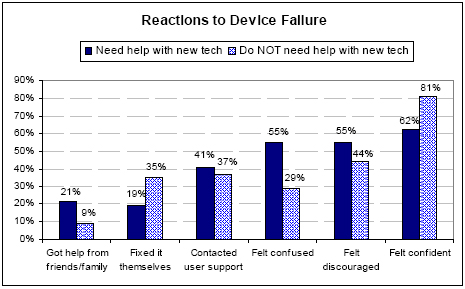 Reactions to Device Failure
Need help with new tech Do NOT need help with new tech
90%
80%
70%
60%
50%
40%
30%
20%
10%
0%
21% 9%
19% 35%
41% 37%
55% 29%
55% 44%
62% 81%
Got help from
friends/family
Fixed it
themselves
Contacted
user support
Felt confused
Felt
discouraged
Felt confident